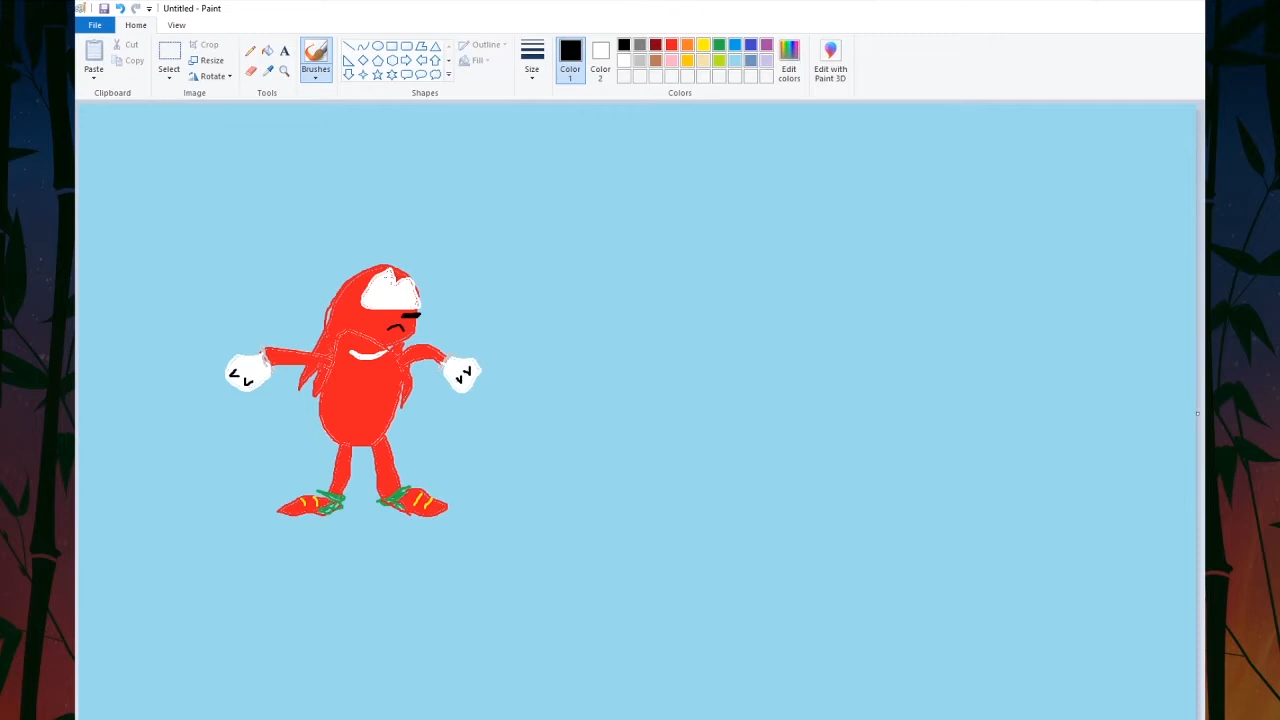 Untitled - Paint
File Home View
Paste
Cut
Copy
Clipboard
Select
Crop
Resize
Rotate
Image
A
Tools
Brushes
Outline
Fill
Shapes
Size
Color 1
Color 2
Edit colors
Colors
Edit with Paint 3D